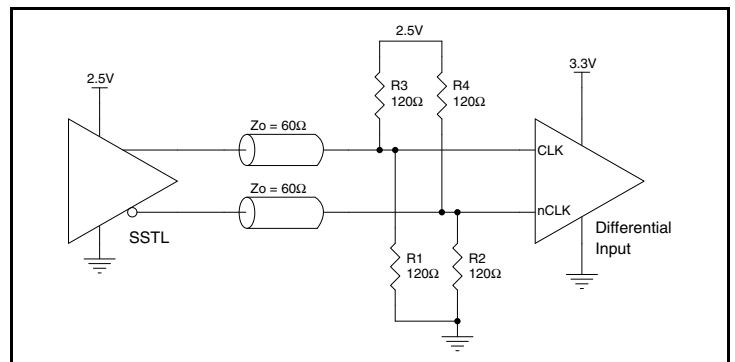 2.5V
3.3V
2.5V
R3
120Ω
R4
120Ω
Zo = 60Ω
CLK
Zo = 60Ω
nCLK
SSTL
Differential
Input
R1
120Ω
R2
120Ω